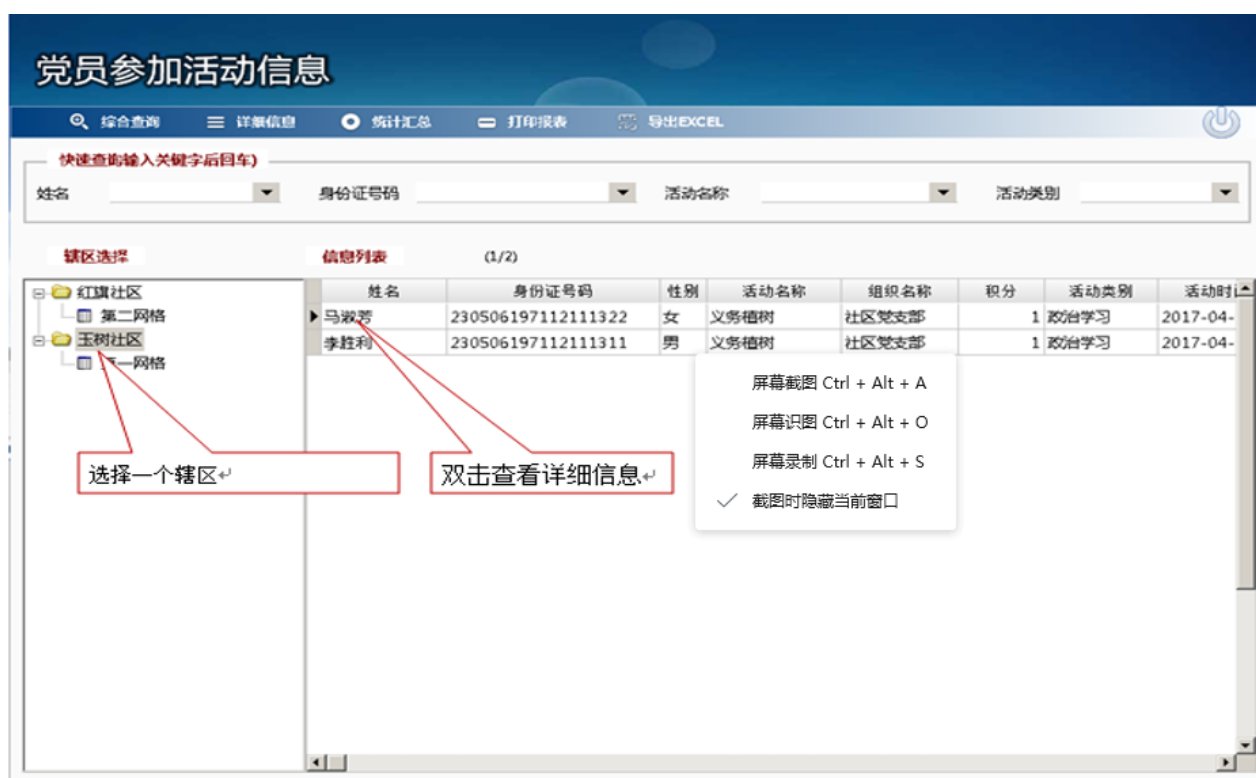 党员参加活动信息
综合查询 详细信息 统计汇总 打印报表 导出EXCEL
快速查询输入关键字后回车)
姓名 身份证号码 活动名称 活动类别
辖区选择 信息列表 (1/2)
姓名 身份证号码 性别 活动名称 组织名称 积分 活动类别 活动时
马淑芳 230506197112111322 女 义务植树 社区党支部 1 政治学习 2017-04-
李胜利 230506197112111311 男 义务植树 社区党支部 1 政治学习 2017-04-
红旗社区
第二网格
玉树社区
第一网格
屏幕截图 Ctrl + Alt + A
屏幕识图 Ctrl + Alt + O
屏幕录制 Ctrl + Alt + S
截图时隐藏当前窗口
选择一个辖区 双击查看详细信息